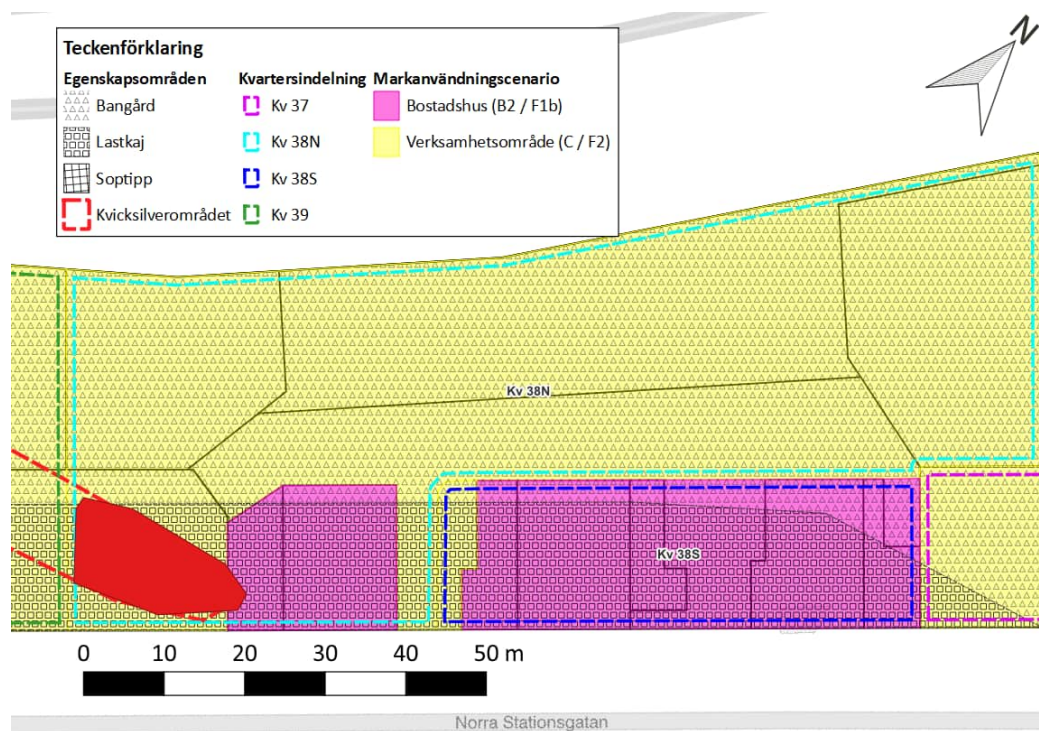 N
Teckenförklaring
Egenskapsområden
Bangård
Lastkaj
Soptipp
Kvicksilverområdet
Kvartersindelning
Kv 37
Kv 38N
Kv 38S
Kv 39
Markanvändningscenario
Bostadshus (B2 / F1b)
Verksamhetsområde (C / F2)
Kv 38N
Kv 38S
0 10 20 30 40 50 m
Norra Stationsgatan